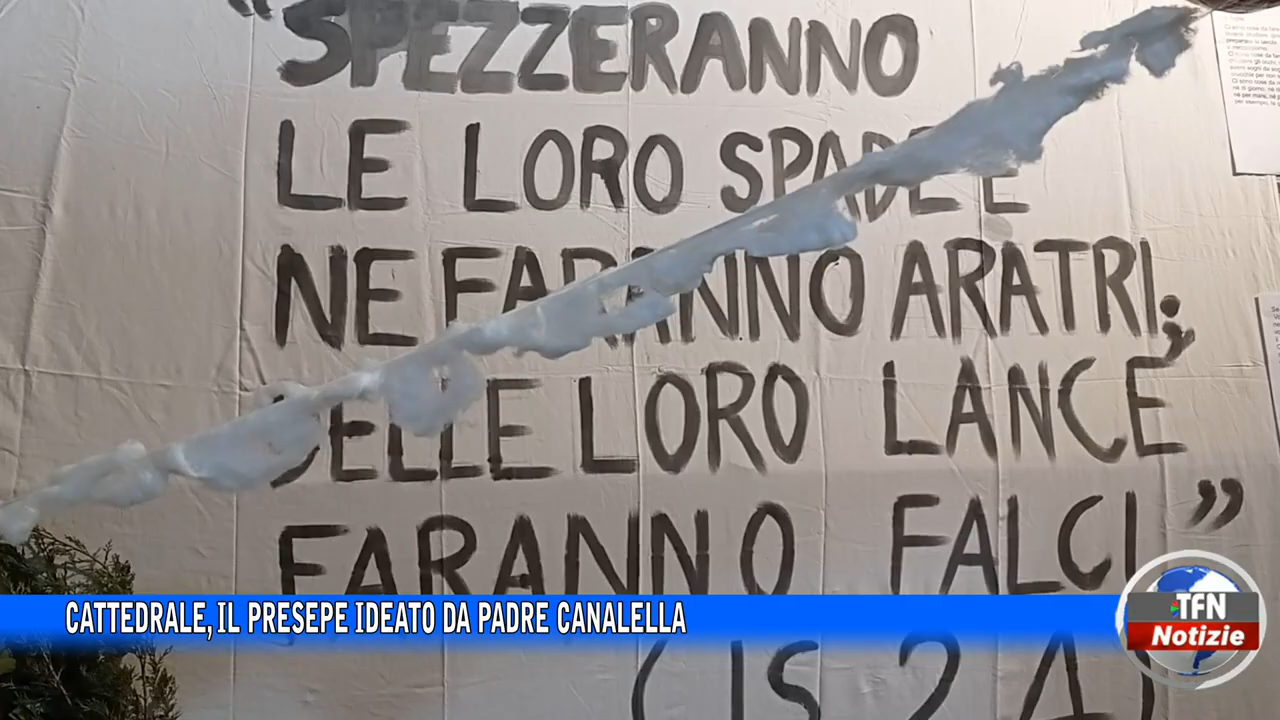 “SPEZZERANNO
LE LORO SPADE E
NE FARANNO ARATRI;
DELLE LORO LANCE
FARANNO FALCI”
CATTEDRALE, IL PRESEPE IDEATO DA PADRE CANALELLA
TFN
Notizie
(IS 2,4)